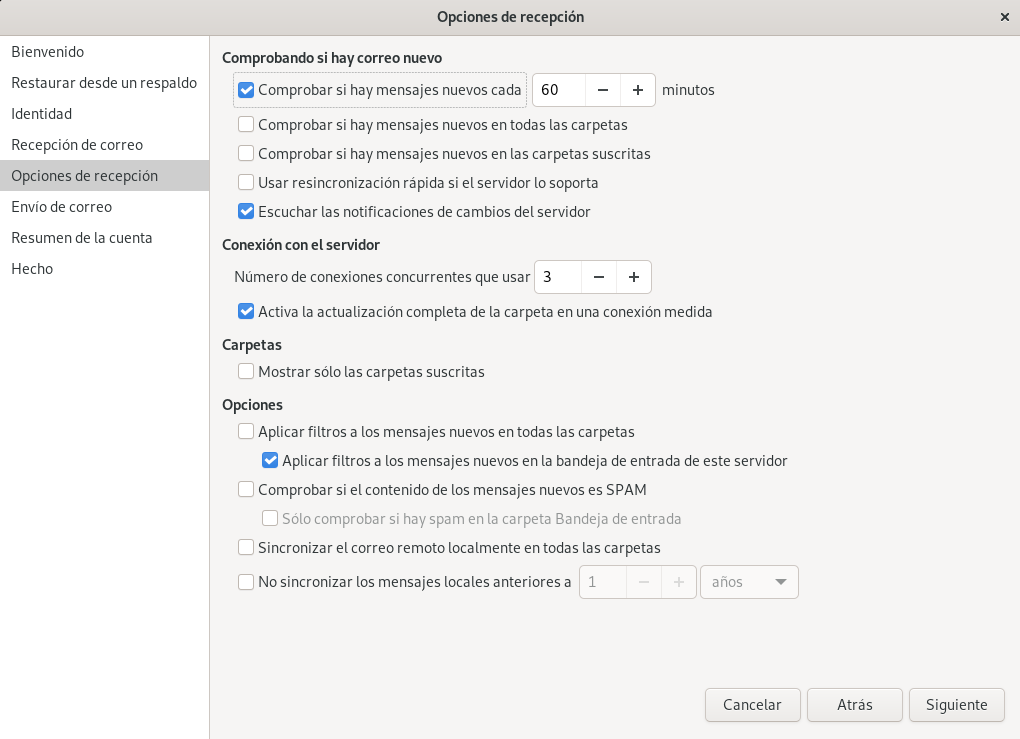 Opciones de recepción
Bienvenido
Restaurar desde un respaldo
Identidad
Recepción de correo
Opciones de recepción
Envío de correo
Resumen de la cuenta
Hecho
Comprobando si hay correo nuevo
Comprobar si hay mensajes nuevos cada 60 minutos
Comprobar si hay mensajes nuevos en todas las carpetas
Comprobar si hay mensajes nuevos en las carpetas suscritas
Usar resincronización rápida si el servidor lo soporta
Escuchar las notificaciones de cambios del servidor
Conexión con el servidor
Número de conexiones concurrentes que usar 3
Activa la actualización completa de la carpeta en una conexión medida
Carpetas
Mostrar sólo las carpetas suscritas
Opciones
Aplicar filtros a los mensajes nuevos en todas las carpetas
Aplicar filtros a los mensajes nuevos en la bandeja de entrada de este servidor
Comprobar si el contenido de los mensajes nuevos es SPAM
Sólo comprobar si hay spam en la carpeta Bandeja de entrada
Sincronizar el correo remoto localmente en todas las carpetas
No sincronizar los mensajes locales anteriores a 1 años
Cancelar Atrás Siguiente